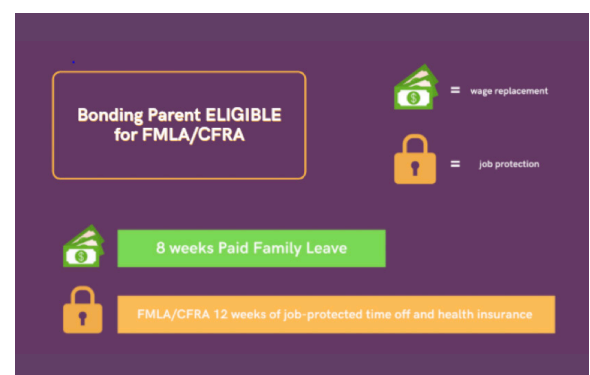 Bonding Parent ELIGIBLE
for FMLA/CFRA
$
= wage replacement
= job protection
$
8 weeks Paid Family Leave
FMLA/CFRA 12 weeks of job-protected time off and health insurance